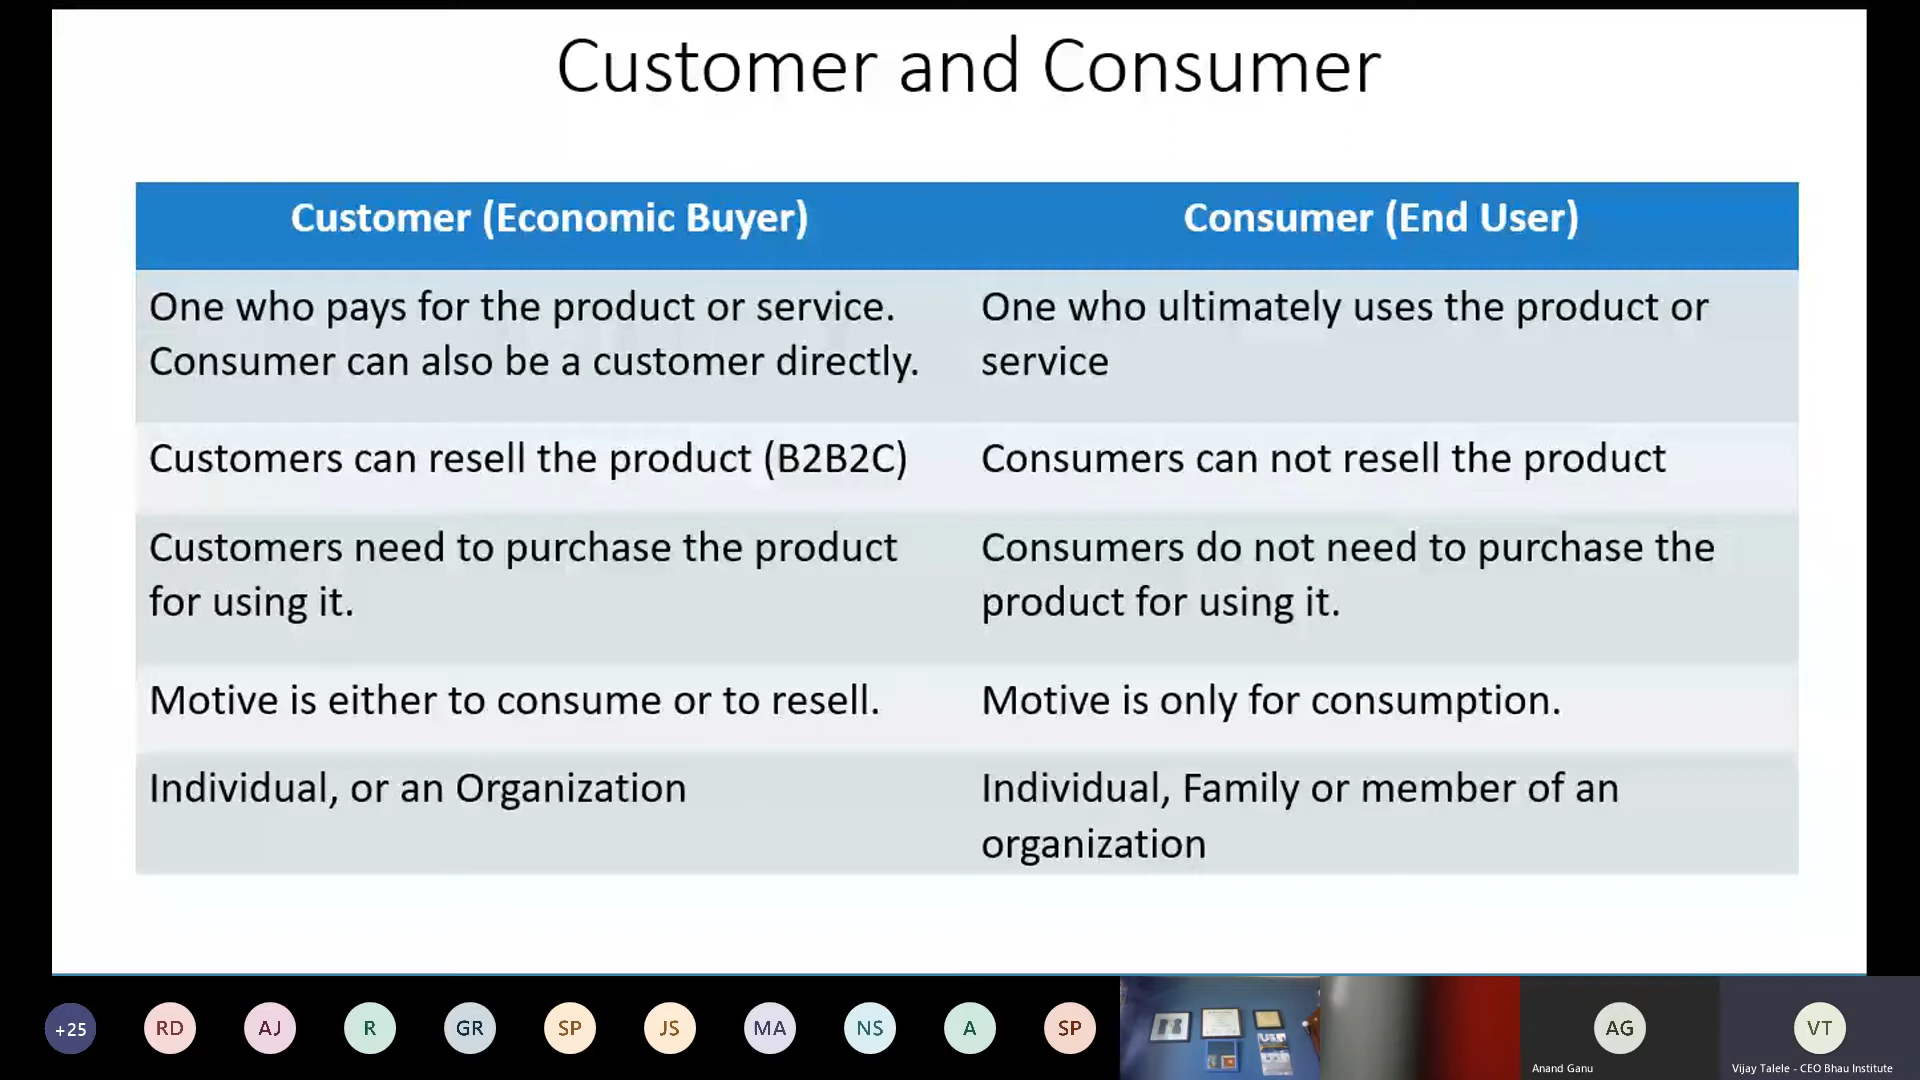 Customer and Consumer
Customer (Economic Buyer)
Consumer (End User)
One who pays for the product or service.
Consumer can also be a customer directly.
One who ultimately uses the product or
service
Customers can resell the product (B2B2C)
Consumers can not resell the product
Customers need to purchase the product
for using it.
Consumers do not need to purchase the
product for using it.
Motive is either to consume or to resell.
Motive is only for consumption.
Individual, or an Organization
Individual, Family or member of an
organization
+25
RD
AJ
R
GR
SP
JS
MA
NS
A
SP
AG
VT
Anand Ganu
Vijay Talele - CEO Bhau Institute